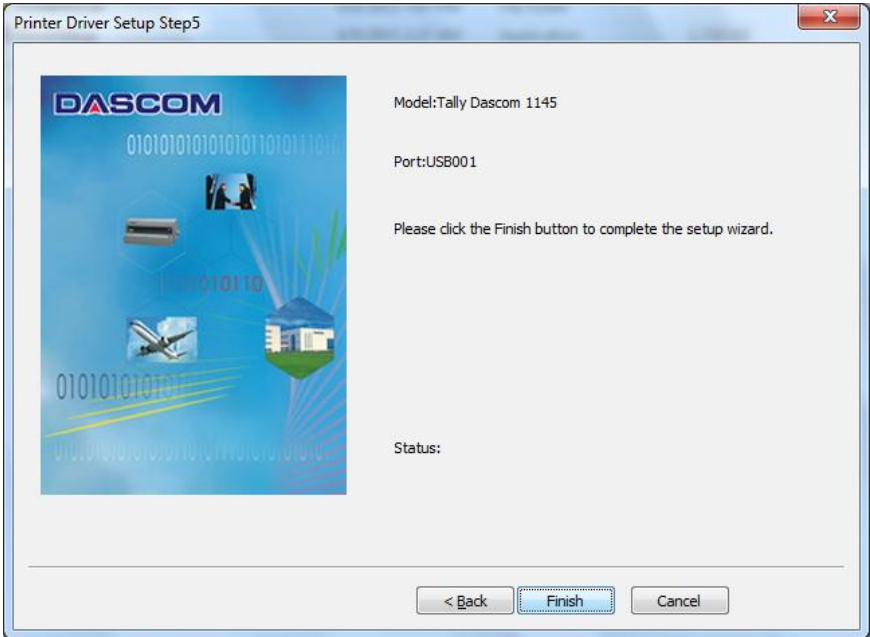 Printer Driver Setup Step5
DASCOM
Model:Tally Dascom 1145
Port:USB001
Please click the Finish button to complete the setup wizard.
Status:
< Back
Finish
Cancel